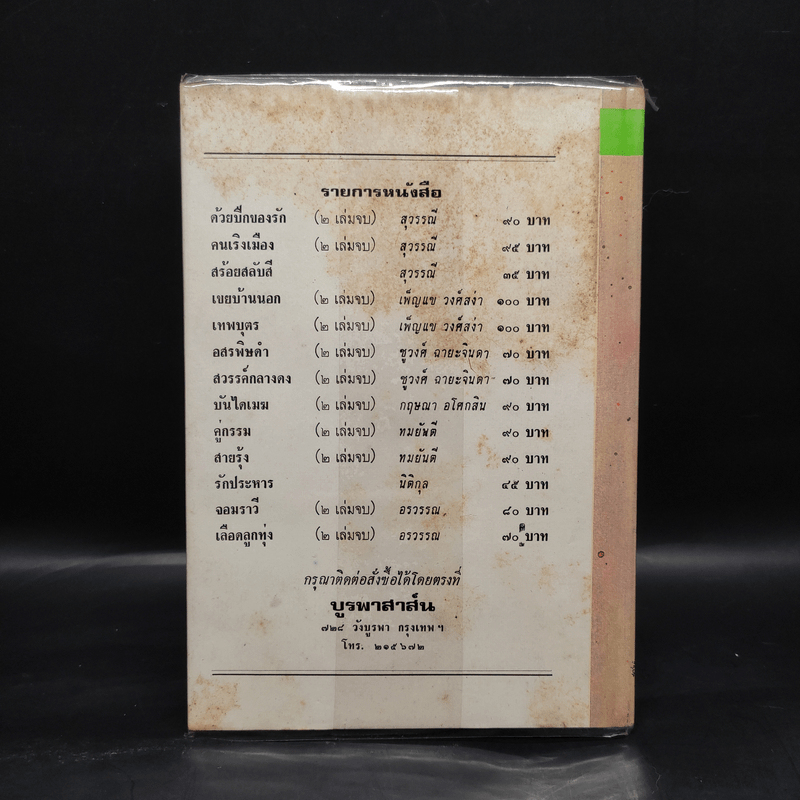 รายการหนังสือ
ด้วยปีกของรัก (๒ เล่มจบ) สุวรรณี ๙๐ บาท
คนเริงเมือง (๒ เล่มจบ) สุวรรณี ๙๕ บาท
สร้อยสลับสี สุวรรณี ๓๕ บาท
เขยบ้านนอก (๒ เล่มจบ) เพ็ญแข วงศ์สง่า ๑๐๐ บาท
เทพบุตร (๒ เล่มจบ) เพ็ญแข วงศ์สง่า ๑๐๐ บาท
อสรพิษดำ (๒ เล่มจบ) ชูวงศ์ ฉายะจินดา ๗๐ บาท
สวรรค์กลางดง (๒ เล่มจบ) ชูวงศ์ ฉายะจินดา ๗๐ บาท
บันไดเมฆ (๒ เล่มจบ) กฤษณา อโศกสิน ๙๐ บาท
คู่กรรม (๒ เล่มจบ) ทมยันตี ๙๐ บาท
สายรุ้ง (๒ เล่มจบ) ทมยันตี ๙๐ บาท
รักประหาร นิติกุล ๔๕ บาท
จอมราวี (๒ เล่มจบ) อรวรรณ ๘๐ บาท
เลือดลูกทุ่ง (๒ เล่มจบ) อรวรรณ ๗๐ บาท
กรุณาติดต่อสั่งซื้อได้โดยตรงที่
บูรพาสาส์น
๗๒๘ วังบูรพา กรุงเทพฯ
โทร. ๒๑๕๖๗๒